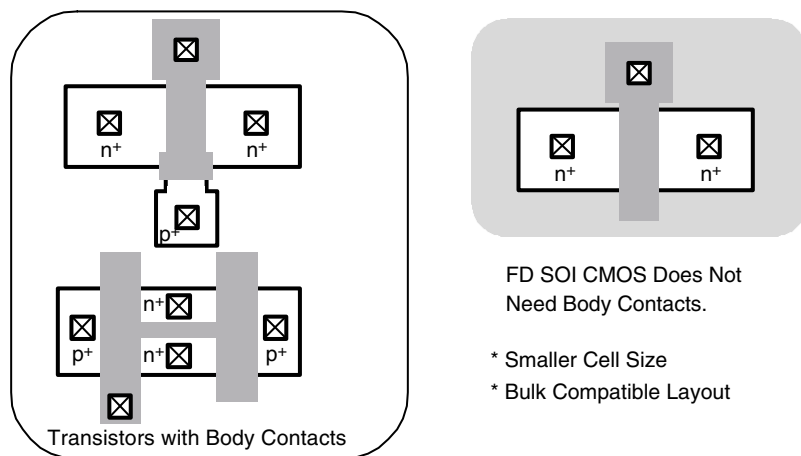 n+ n+
p+
n+
p+ n+ p+
Transistors with Body Contacts
n+ n+
FD SOI CMOS Does Not
Need Body Contacts.
* Smaller Cell Size
* Bulk Compatible Layout